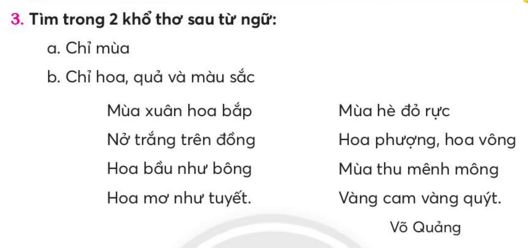 3. Tìm trong 2 khổ thơ sau từ ngữ:
a. Chỉ mùa
b. Chỉ hoa, quả và màu sắc
Mùa xuân hoa bắp
Nở trắng trên đồng
Hoa bầu như bông
Hoa mơ như tuyết.
Mùa hè đỏ rực
Hoa phượng, hoa vông
Mùa thu mênh mông
Vàng cam vàng quýt.
Võ Quảng